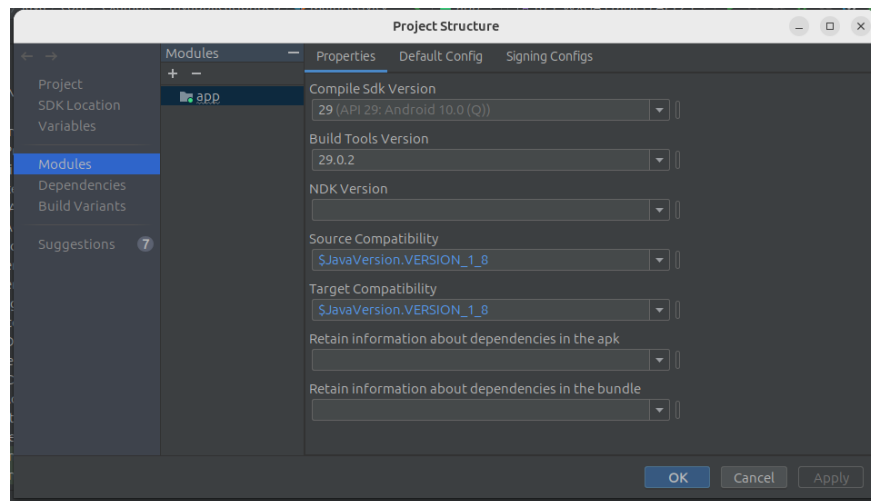 Project Structure
Project
SDK Location
Variables
Modules
Dependencies
Build Variants
Suggestions 7
Modules
app
Properties Default Config Signing Configs
Compile Sdk Version
29 (API 29: Android 10.0 (Q))
Build Tools Version
29.0.2
NDK Version
Source Compatibility
$JavaVersion.VERSION_1_8
Target Compatibility
$JavaVersion.VERSION_1_8
Retain information about dependencies in the apk
Retain information about dependencies in the bundle
OK Cancel Apply